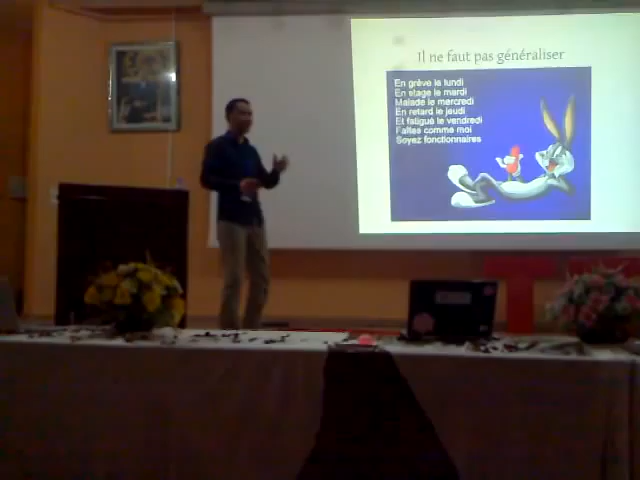 Il ne faut pas généraliser
En grève le lundi
En stage le mardi
Malade le mercredi
En retard le jeudi
Et fatigué le vendredi
Faites comme moi
Soyez fonctionnaires